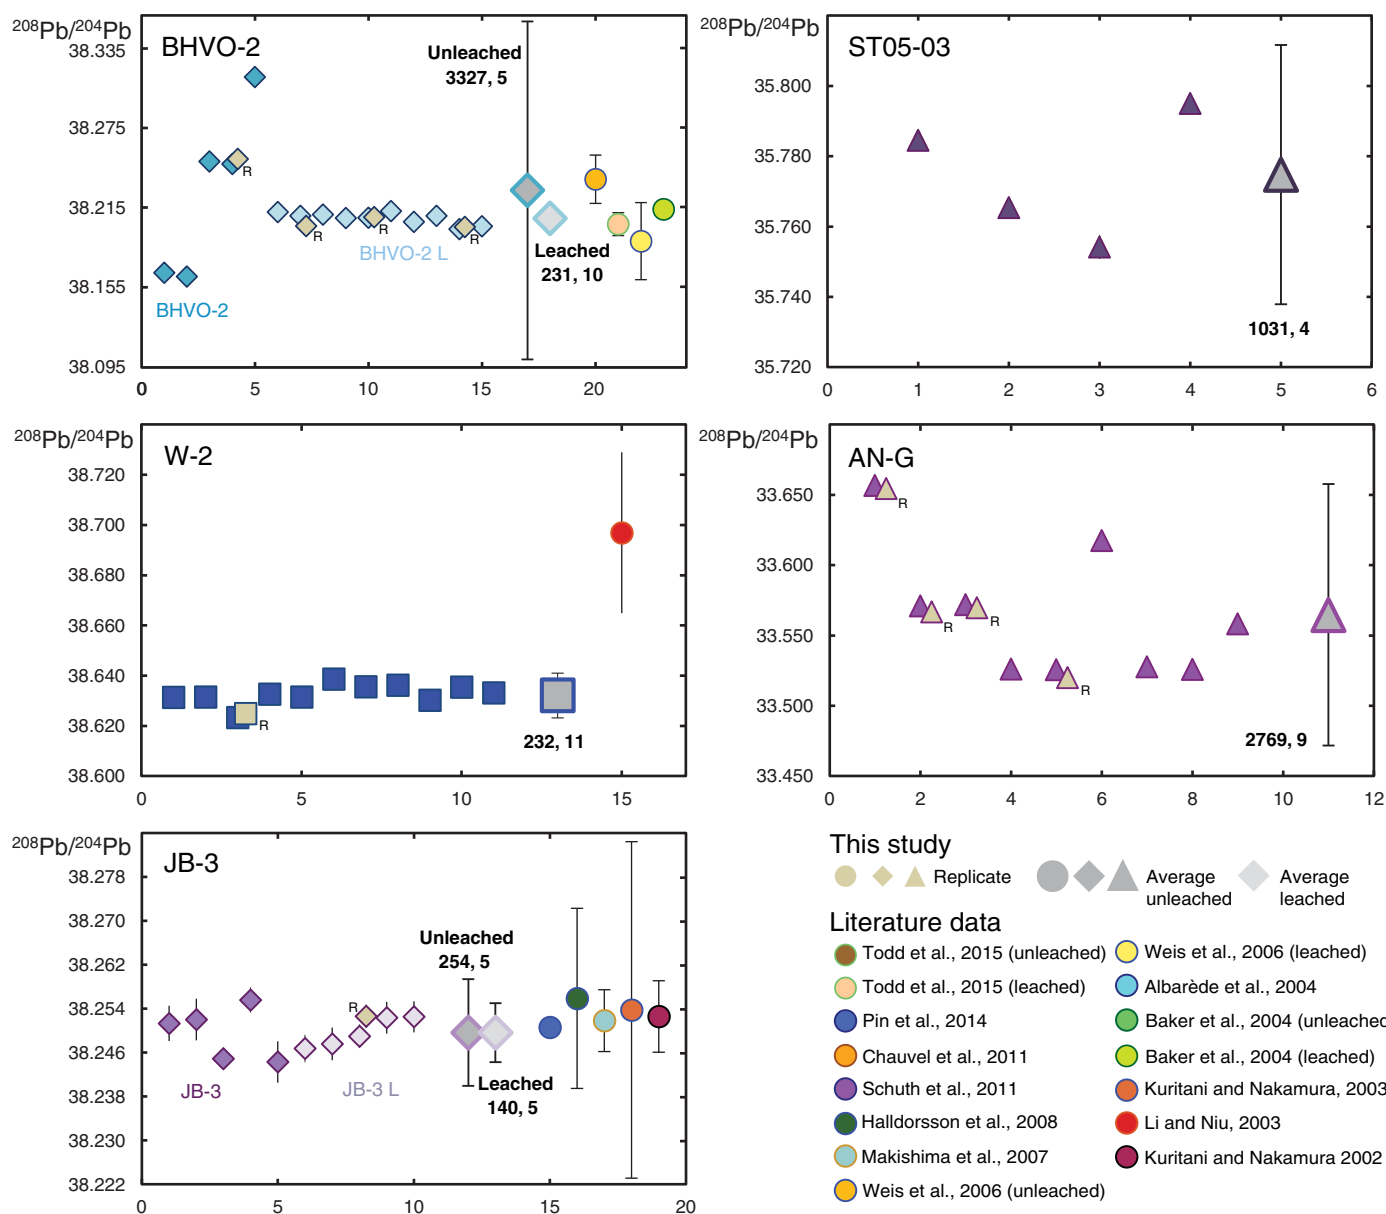 208Pb/204Pb
BHVO-2
38.335
38.275
38.215
38.155
38.095
Unleached
3327, 5
R
R
R
R
BHVO-2 L
BHVO-2
Leached
231, 10
0
5
10
15
20
208Pb/204Pb
ST05-03
35.800
35.780
35.760
35.740
35.720
1031, 4
0
1
2
3
4
5
6
208Pb/204Pb
W-2
38.720
38.700
38.680
38.660
38.640
38.620
38.600
R
232, 11
0
5
10
15
208Pb/204Pb
AN-G
33.650
33.600
33.550
33.500
33.450
R
R
R
R
2769, 9
0
2
4
6
8
10
12
208Pb/204Pb
JB-3
38.278
38.270
38.262
38.254
38.246
38.238
38.230
38.222
Unleached
254, 5
R
JB-3
JB-3 L
Leached
140, 5
0
5
10
15
20
This study
Replicate
Average
unleached
Average
leached
Literature data
Todd et al., 2015 (unleached)
Todd et al., 2015 (leached)
Pin et al., 2014
Chauvel et al., 2011
Schuth et al., 2011
Halldorsson et al., 2008
Makishima et al., 2007
Weis et al., 2006 (unleached)
Weis et al., 2006 (leached)
Albarède et al., 2004
Baker et al., 2004 (unleached
Baker et al., 2004 (leached)
Kuritani and Nakamura, 2003
Li and Niu, 2003
Kuritani and Nakamura 2002